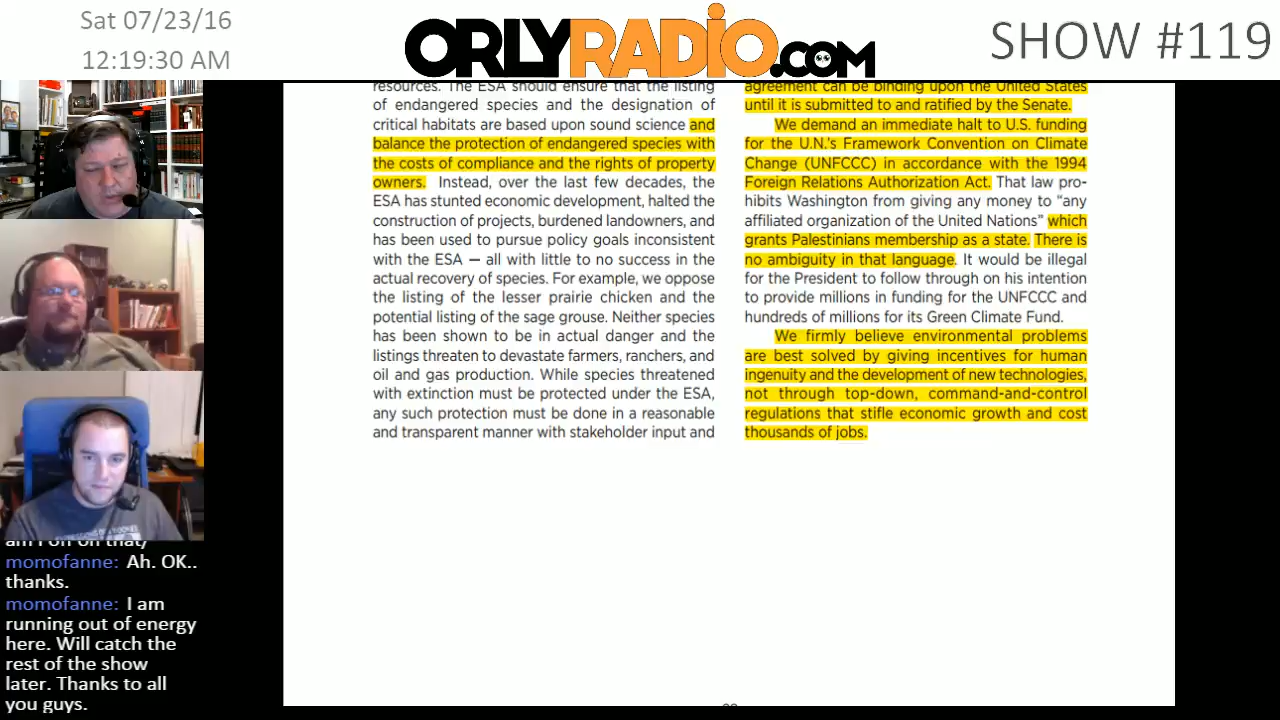 Sat 07/23/16
12:19:30 AM
ORLYRADiO.COM
SHOW #119
resources. The ESA should ensure that the listing
of endangered species and the designation of
critical habitats are based upon sound science and
balance the protection of endangered species with
the costs of compliance and the rights of property
owners. Instead, over the last few decades, the
ESA has stunted economic development, halted the
construction of projects, burdened landowners, and
has been used to pursue policy goals inconsistent
with the ESA — all with little to no success in the
actual recovery of species. For example, we oppose
the listing of the lesser prairie chicken and the
potential listing of the sage grouse. Neither species
has been shown to be in actual danger and the
listings threaten to devastate farmers, ranchers, and
oil and gas production. While species threatened
with extinction must be protected under the ESA,
any such protection must be done in a reasonable
and transparent manner with stakeholder input and
agreement can be binding upon the United States
until it is submitted to and ratified by the Senate.
We demand an immediate halt to U.S. funding
for the U.N.'s Framework Convention on Climate
Change (UNFCCC) in accordance with the 1994
Foreign Relations Authorization Act. That law pro-
hibits Washington from giving any money to “any
affiliated organization of the United Nations” which
grants Palestinians membership as a state. There is
no ambiguity in that language. It would be illegal
for the President to follow through on his intention
to provide millions in funding for the UNFCCC and
hundreds of millions for its Green Climate Fund.
We firmly believe environmental problems
are best solved by giving incentives for human
ingenuity and the development of new technologies,
not through top-down, command-and-control
regulations that stifle economic growth and cost
thousands of jobs.
momofanne: Ah. OK..
thanks.
momofanne: I am
running out of energy
here. Will catch the
rest of the show
later. Thanks to all
you guys.